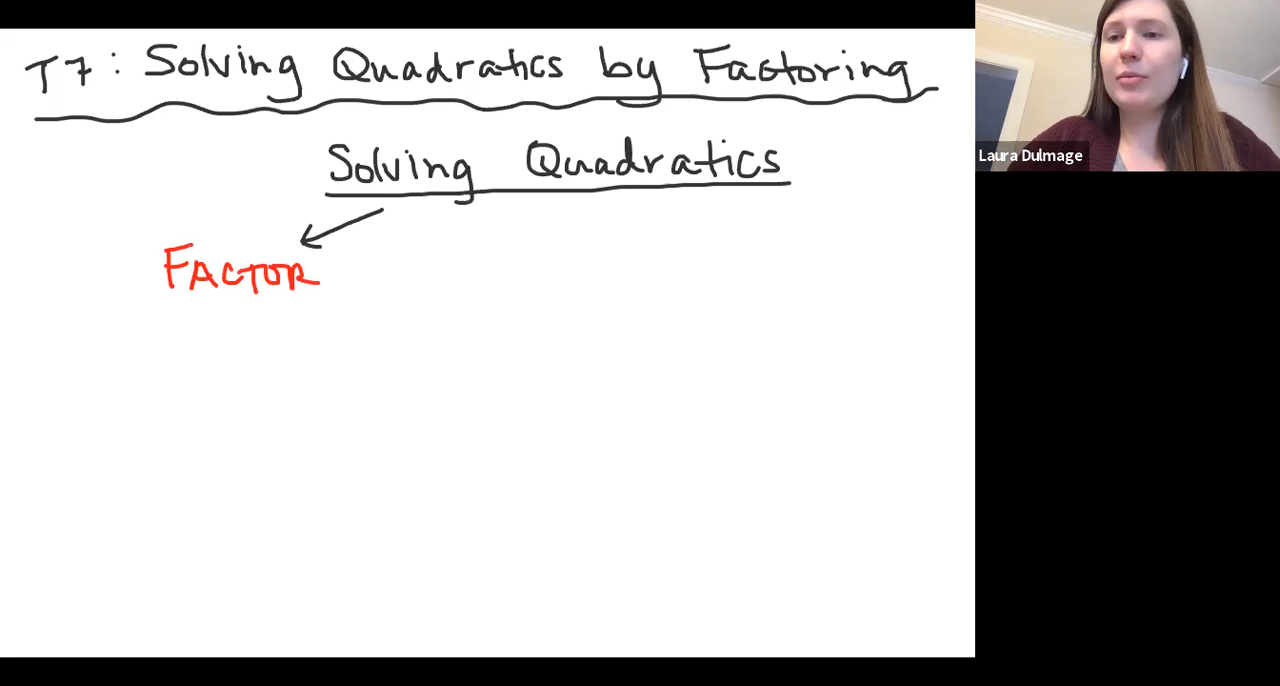 T7: Solving Quadratics by Factoring
Solving Quadratics
FACTOR
Laura Dulmage